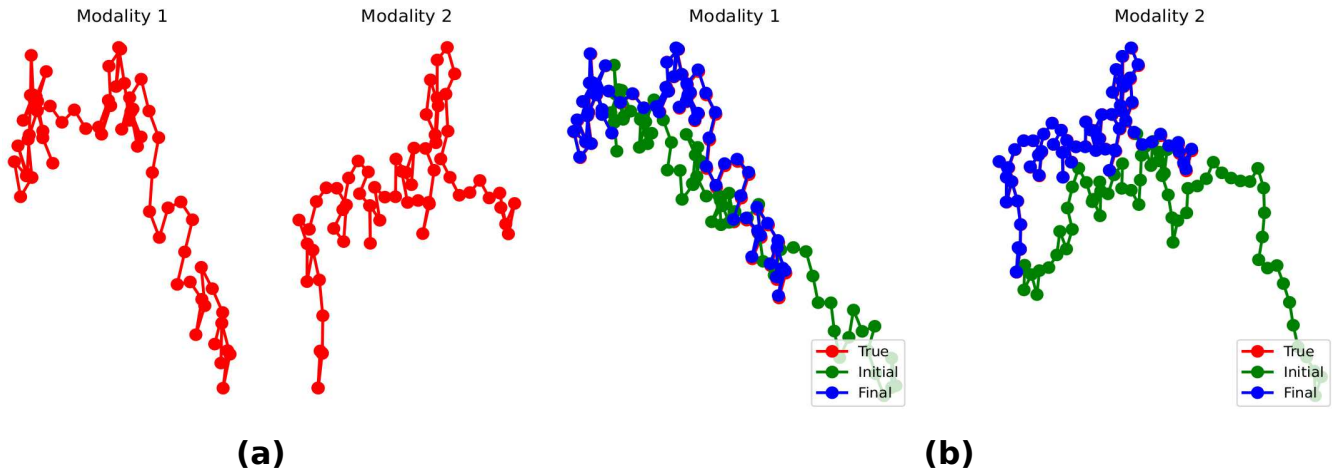 Modality 1
Modality 2
Modality 1
Modality 2
True
Initial
Final
True
Initial
Final
(a)
(b)